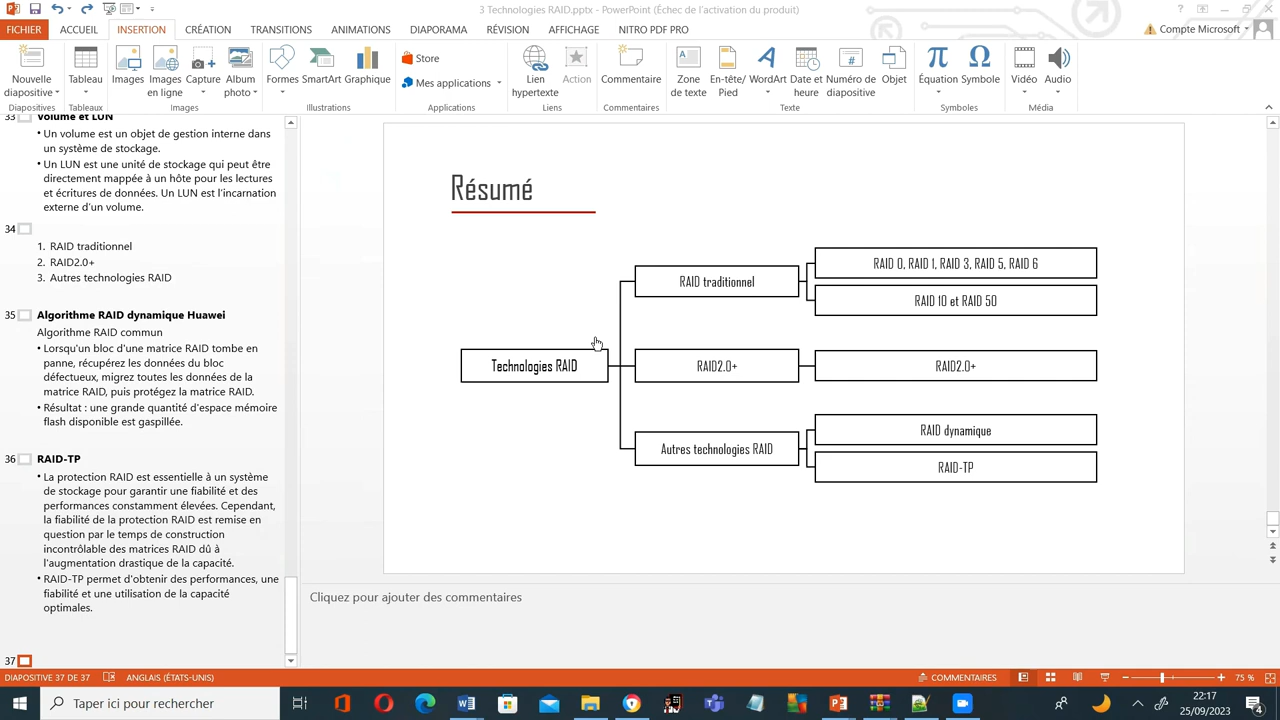 3 Technologies RAID.pptx - PowerPoint (Échec de l'activation du produit)
FICHIER ACCUEIL INSERTION CRÉATION TRANSITIONS ANIMATIONS DIAPORAMA RÉVISION AFFICHAGE NITRO PDF PRO Compte Microsoft
Nouvelle diapositive
Tableau
Images
Images en ligne
Capture
Album photo
Formes
SmartArt
Graphique
Store
Mes applications
Lien hypertexte
Action
Commentaire
Zone de texte
En-tête/ Pied
WordArt
Date et heure
Numéro de diapositive
Objet
Équation
Symbole
Vidéo
Audio
Diapositives Tableaux Images Illustrations Applications Liens Commentaires Texte Symboles Média
33 Volume et LUN
• Un volume est un objet de gestion interne dans
un système de stockage.
• Un LUN est une unité de stockage qui peut être
directement mappée à un hôte pour les lectures
et écritures de données. Un LUN est l'incarnation
externe d'un volume.
34
1. RAID traditionnel
2. RAID2.0+
3. Autres technologies RAID
35 Algorithme RAID dynamique Huawei
Algorithme RAID commun
• Lorsqu'un bloc d'une matrice RAID tombe en
panne, récupérez les données du bloc
défectueux, migrez toutes les données de la
matrice RAID, puis protégez la matrice RAID.
• Résultat : une grande quantité d'espace mémoire
flash disponible est gaspillée.
36 RAID-TP
• La protection RAID est essentielle à un système
de stockage pour garantir une fiabilité et des
performances constamment élevées. Cependant,
la fiabilité de la protection RAID est remise en
question par le temps de construction
incontrôlable des matrices RAID dû à
l'augmentation drastique de la capacité.
• RAID-TP permet d'obtenir des performances, une
fiabilité et une utilisation de la capacité
optimales.
37
Résumé
Technologies RAID
RAID traditionnel
RAID 0, RAID 1, RAID 3, RAID 5, RAID 6
RAID 10 et RAID 50
RAID2.0+
RAID2.0+
Autres technologies RAID
RAID dynamique
RAID-TP
Cliquez pour ajouter des commentaires
DIAPOSITIVE 37 DE 37 ANGLAIS (ÉTATS-UNIS) COMMENTAIRES 75 %
Taper ici pour rechercher
22:17
25/09/2023
4